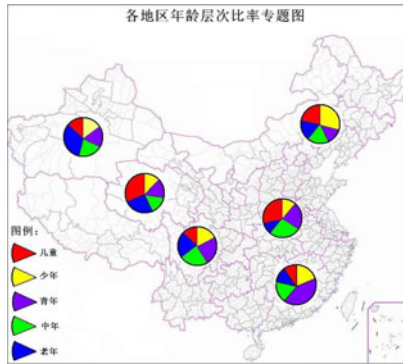 各地区年龄层次比率专题图
图例：
儿童
少年
青年
中年
老年